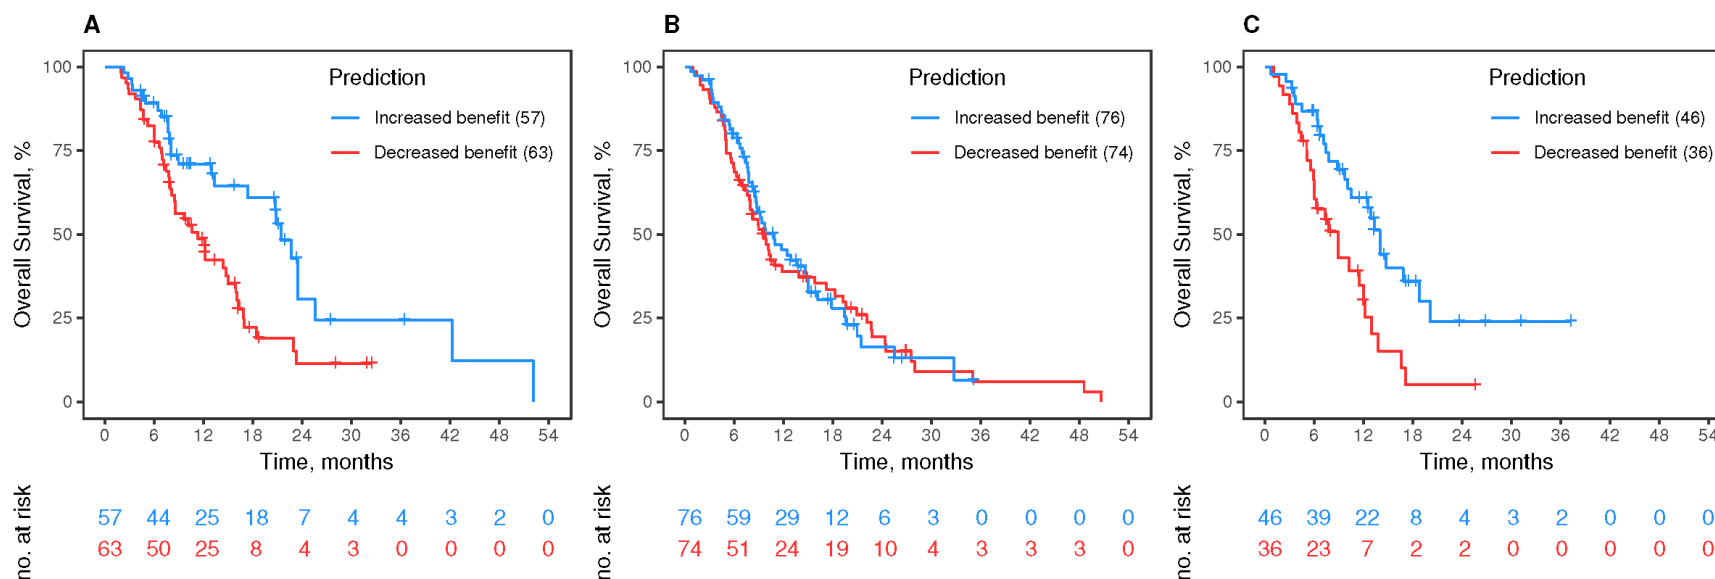 A
Overall Survival, %
100
75
50
25
0
Prediction
Increased benefit (57)
Decreased benefit (63)
0 6 12 18 24 30 36 42 48 54
Time, months
no. at risk
57 44 25 18 7 4 4 3 2 0
63 50 25 8 4 3 0 0 0 0
B
Overall Survival, %
100
75
50
25
0
Prediction
Increased benefit (76)
Decreased benefit (74)
0 6 12 18 24 30 36 42 48 54
Time, months
no. at risk
76 59 29 12 6 3 0 0 0 0
74 51 24 19 10 4 3 3 3 0
C
Overall Survival, %
100
75
50
25
0
Prediction
Increased benefit (46)
Decreased benefit (36)
0 6 12 18 24 30 36 42 48 54
Time, months
no. at risk
46 39 22 8 4 3 2 0 0 0
36 23 7 2 2 0 0 0 0 0